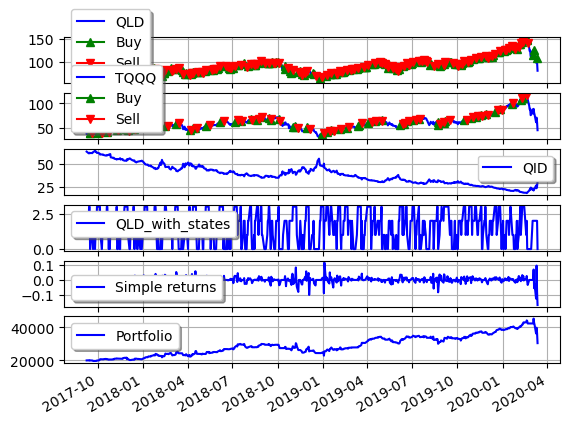 QLD
Buy
Sell
150
100
TQQQ
Buy
Sell
100
50
QID
50
25
QLD_with_states
2.5
0.0
Simple returns
0.1
0.0
−0.1
Portfolio
40000
20000
2017-10
2018-01
2018-04
2018-07
2018-10
2019-01
2019-04
2019-07
2019-10
2020-01
2020-04